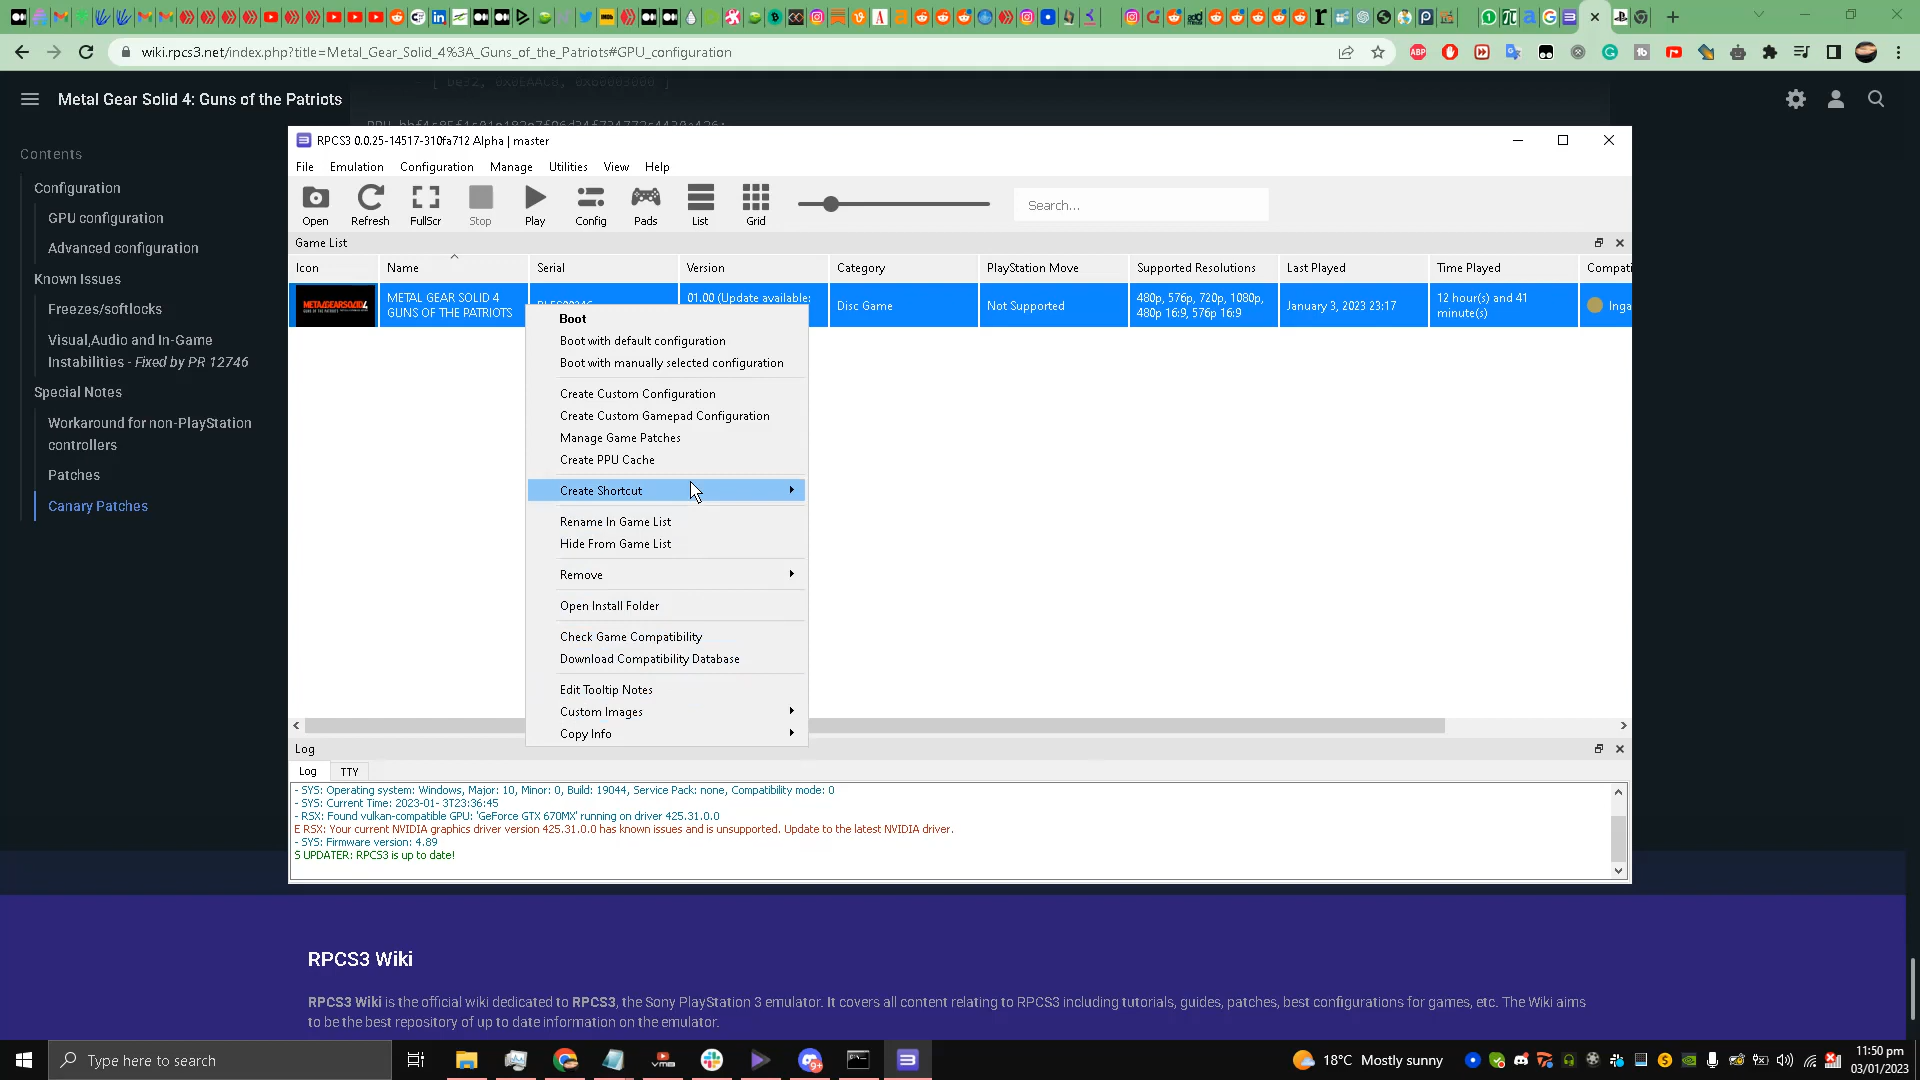 wiki.rpcs3.net/index.php?title=Metal_Gear_Solid_4%3A_Guns_of_the_Patriots#GPU_configuration
Metal Gear Solid 4: Guns of the Patriots
Contents
Configuration
GPU configuration
Advanced configuration
Known Issues
Freezes/softlocks
Visual,Audio and In-Game
Instabilities - Fixed by PR 12746
Special Notes
Workaround for non-PlayStation
controllers
Patches
Canary Patches
RPCS3 0.0.25-14517-310fa712 Alpha | master
File Emulation Configuration Manage Utilities View Help
Open Refresh FullScr Stop Play Config Pads List Grid
Search...
Game List
Icon Name Serial Version Category PlayStation Move Supported Resolutions Last Played Time Played Compati
METAL GEAR SOLID 4
GUNS OF THE PATRIOTS
01.00 (Update available:
Disc Game
Not Supported
480p, 576p, 720p, 1080p,
480p 16:9, 576p 16:9
January 3, 2023 23:17
12 hour(s) and 41
minute(s)
Inga
Boot
Boot with default configuration
Boot with manually selected configuration
Create Custom Configuration
Create Custom Gamepad Configuration
Manage Game Patches
Create PPU Cache
Create Shortcut
Rename In Game List
Hide From Game List
Remove
Open Install Folder
Check Game Compatibility
Download Compatibility Database
Edit Tooltip Notes
Custom Images
Copy Info
Log
Log TTY
- SYS: Operating system: Windows, Major: 10, Minor: 0, Build: 19044, Service Pack: none, Compatibility mode: 0
- SYS: Current Time: 2023-01- 3T23:36:45
- RSX: Found vulkan-compatible GPU: 'GeForce GTX 670MX' running on driver 425.31.0.0
E RSX: Your current NVIDIA graphics driver version 425.31.0.0 has known issues and is unsupported. Update to the latest NVIDIA driver.
- SYS: Firmware version: 4.89
S UPDATER: RPCS3 is up to date!
RPCS3 Wiki
RPCS3 Wiki is the official wiki dedicated to RPCS3, the Sony PlayStation 3 emulator. It covers all content relating to RPCS3 including tutorials, guides, patches, best configurations for games, etc. The Wiki aims
to be the best repository of up to date information on the emulator.
Type here to search
18°C Mostly sunny
11:50 pm
03/01/2023